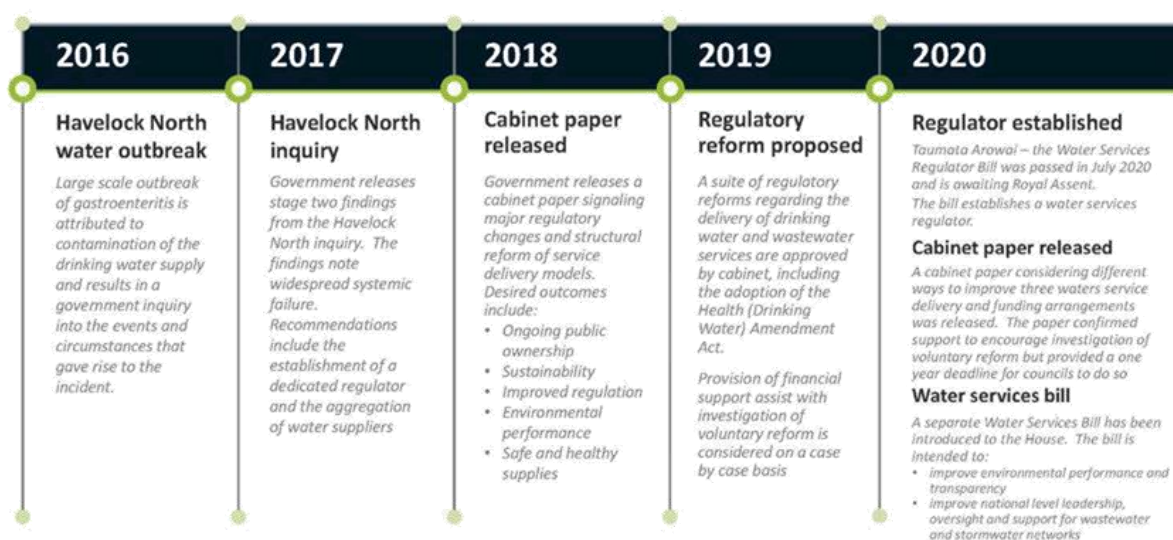 2016
Havelock North
water outbreak
Large scale outbreak
of gastroenteritis is
attributed to
contamination of the
drinking water supply
and results in a
government inquiry
into the events and
circumstances that
gave rise to the
incident.
2017
Havelock North
inquiry
Government releases
stage two findings
from the Havelock
North inquiry. The
findings note
widespread systemic
failure.
Recommendations
include the
establishment of a
dedicated regulator
and the aggregation
of water suppliers
2018
Cabinet paper
released
Government releases a
cabinet paper signaling
major regulatory
changes and structural
reform of service
delivery models.
Desired outcomes
include:
• Ongoing public
ownership
• Sustainability
• Improved regulation
• Environmental
performance
• Safe and healthy
supplies
2019
Regulatory
reform proposed
A suite of regulatory
reforms regarding the
delivery of drinking
water and wastewater
services are approved
by cabinet, including
the adoption of the
Health (Drinking
Water) Amendment
Act.
Provision of financial
support assist with
investigation of
voluntary reform is
considered on a case
by case basis
2020
Regulator established
Taumata Arowai – the Water Services
Regulator Bill was passed in July 2020
and is awaiting Royal Assent.
The bill establishes a water services
regulator.
Cabinet paper released
A cabinet paper considering different
ways to improve three waters service
delivery and funding arrangements
was released. The paper confirmed
support to encourage investigation of
voluntary reform but provided a one
year deadline for councils to do so
Water services bill
A separate Water Services Bill has been
introduced to the House. The bill is
intended to:
• improve environmental performance and
transparency
• improve national level leadership,
oversight and support for wastewater
and stormwater networks